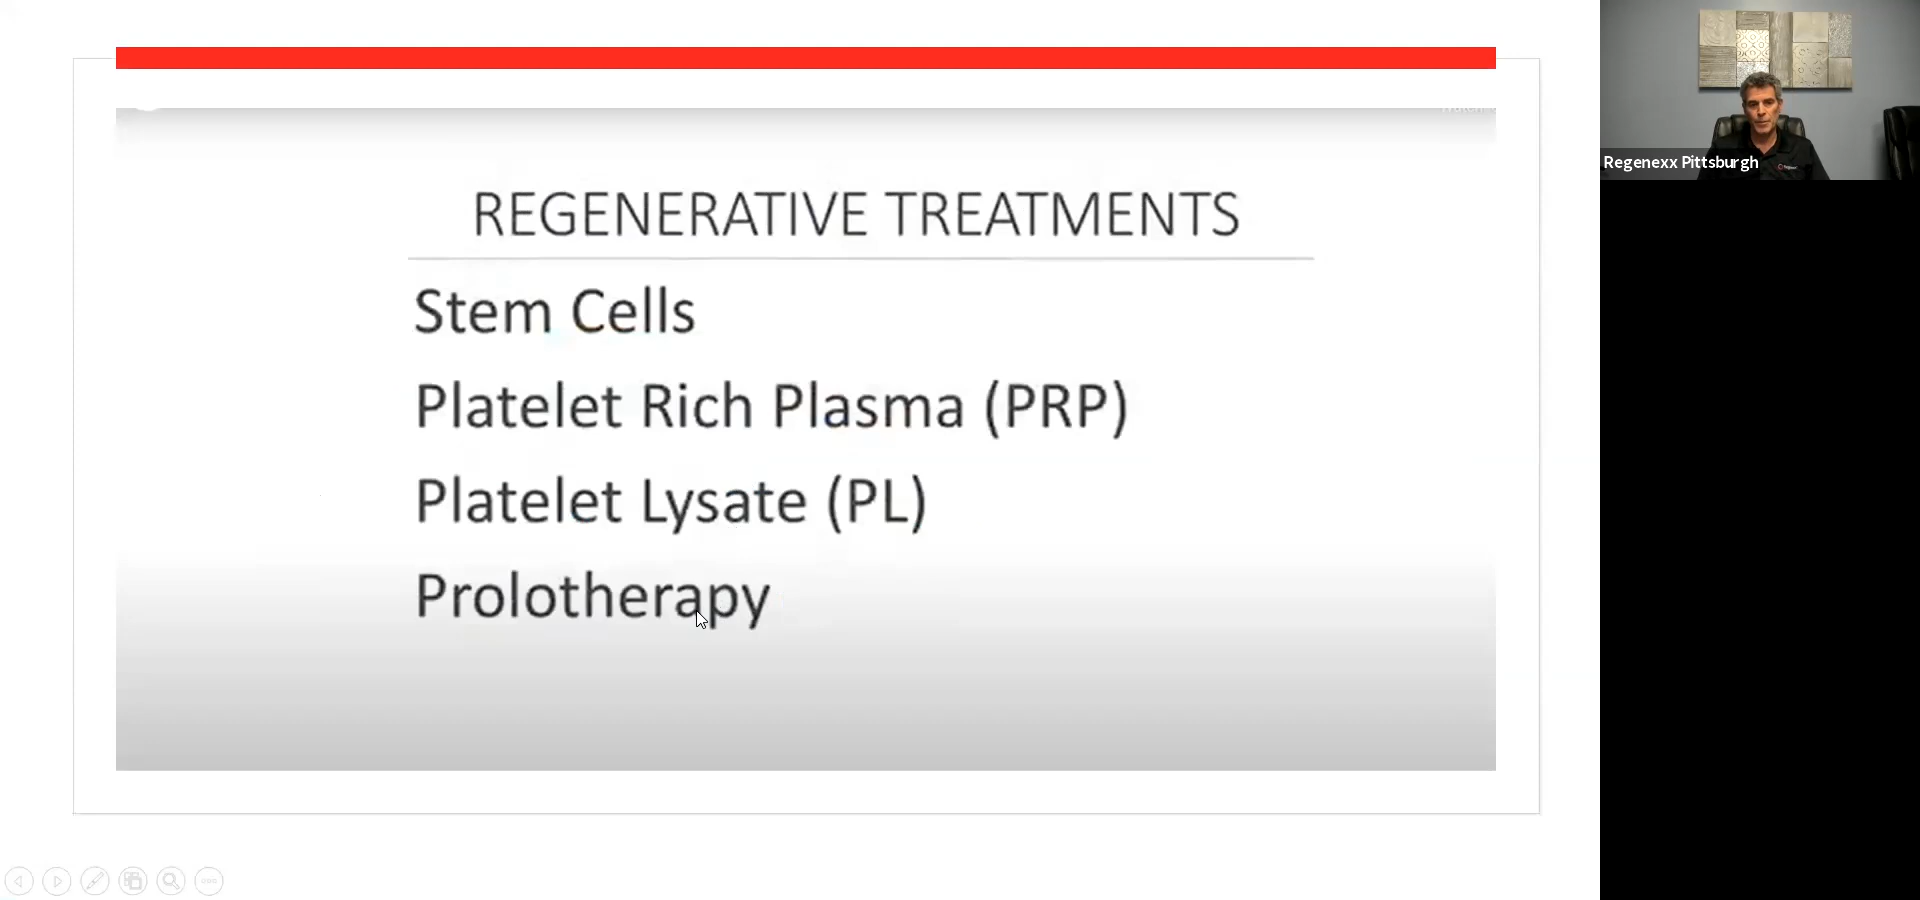 REGENERATIVE TREATMENTS
Stem Cells
Platelet Rich Plasma (PRP)
Platelet Lysate (PL)
Prolotherapy
Regenexx Pittsburgh